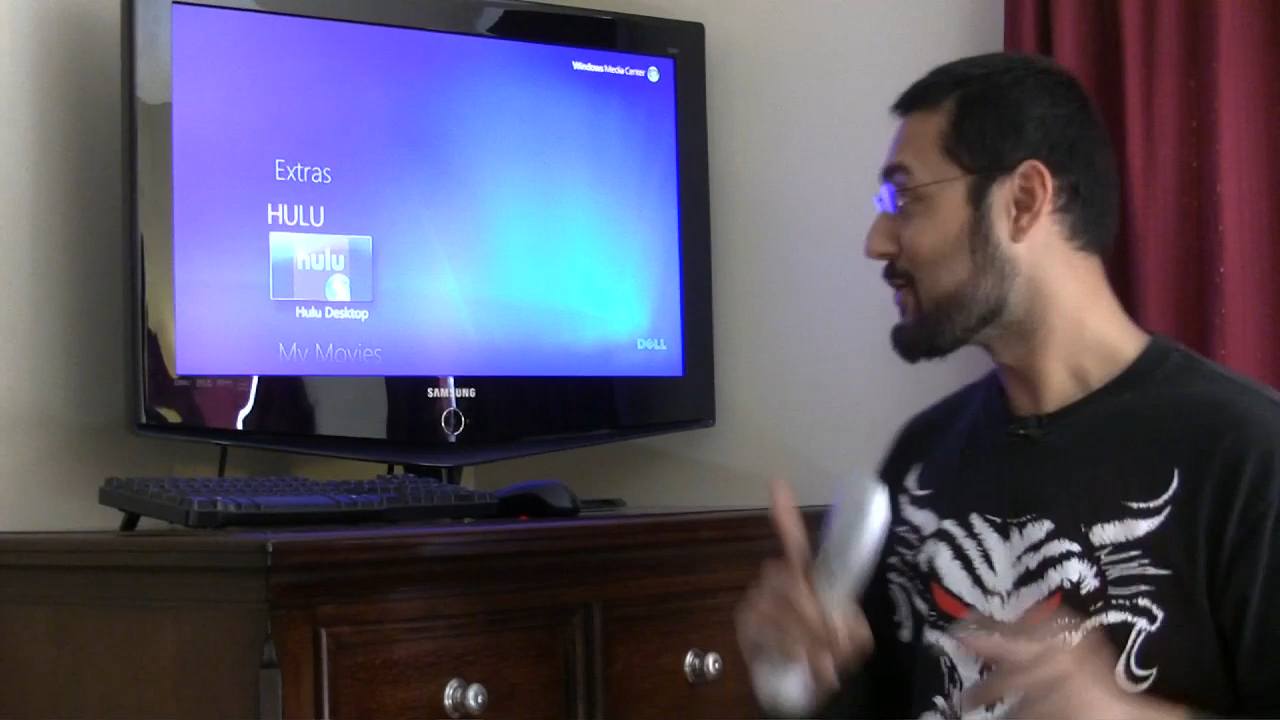 Windows Media Center
Extras
HULU
hulu
Hulu Desktop
My Movies
DELL
SAMSUNG